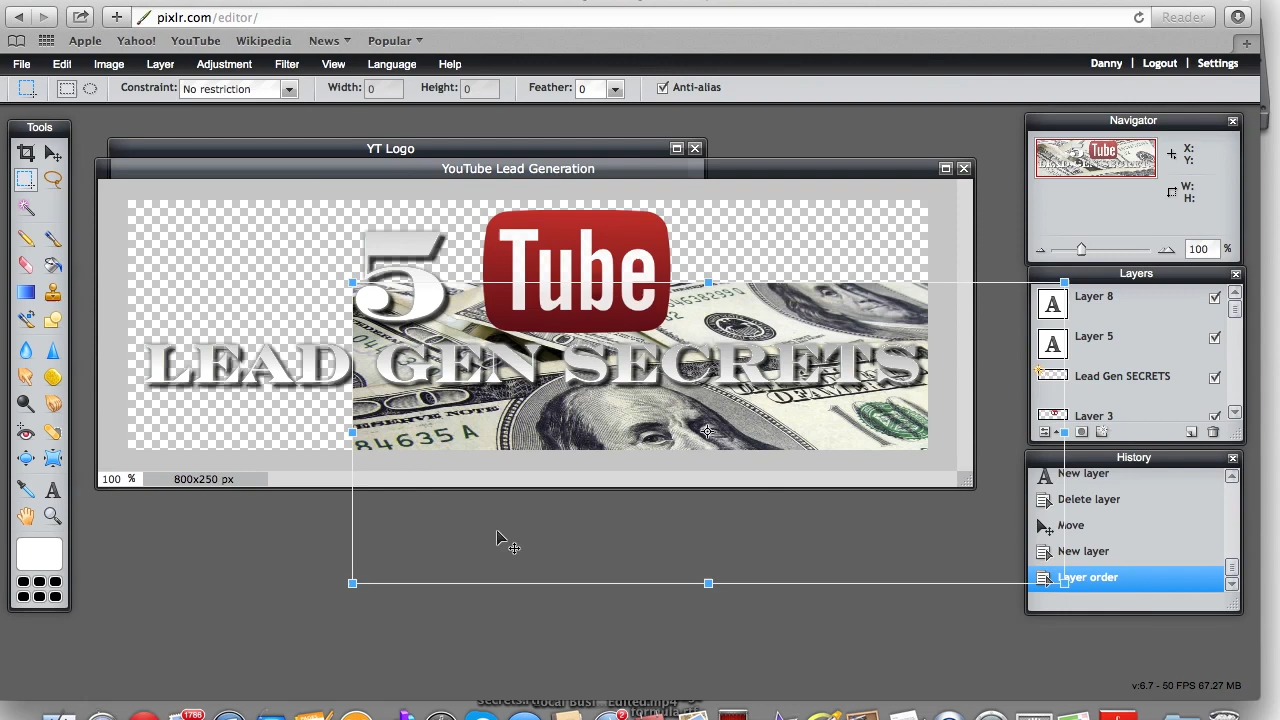 pixlr.com/editor/
Reader
Apple Yahoo! YouTube Wikipedia News Popular
File Edit Image Layer Adjustment Filter View Language Help
Danny Logout Settings
Constraint: No restriction Width: 0 Height: 0 Feather: 0 Anti-alias
Tools
YT Logo
YouTube Lead Generation
5 Tube
LEAD GEN SECRETS
84635 A
100 % 800x250 px
Navigator
X:
Y:
W:
H:
100 %
Layers
A Layer 8
A Layer 5
Lead Gen SECRETS
Layer 3
History
New layer
Delete layer
Move
New layer
Layer order
v:6.7 - 50 FPS 67.27 MB
1786
2